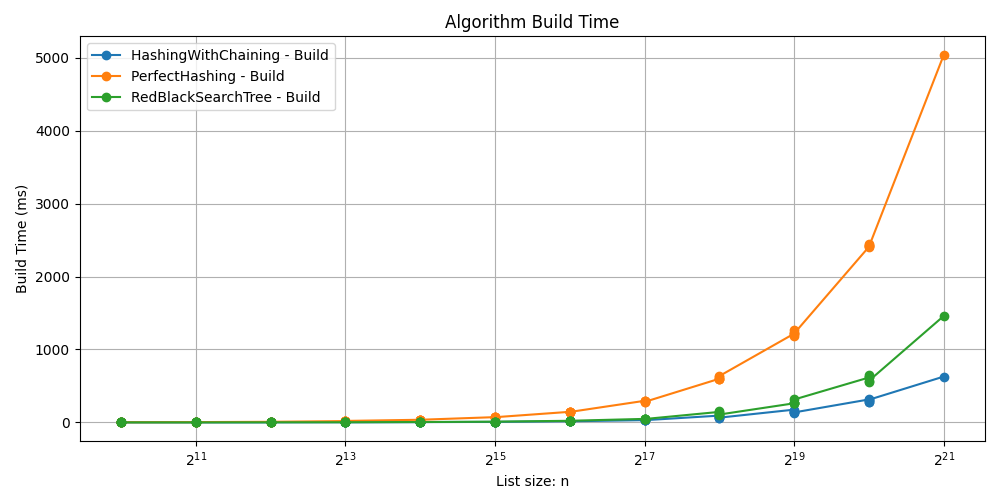 Algorithm Build Time
HashingWithChaining - Build
PerfectHashing - Build
RedBlackSearchTree - Build
Build Time (ms)
5000
4000
3000
2000
1000
0
2^11 2^13 2^15 2^17 2^19 2^21
List size: n